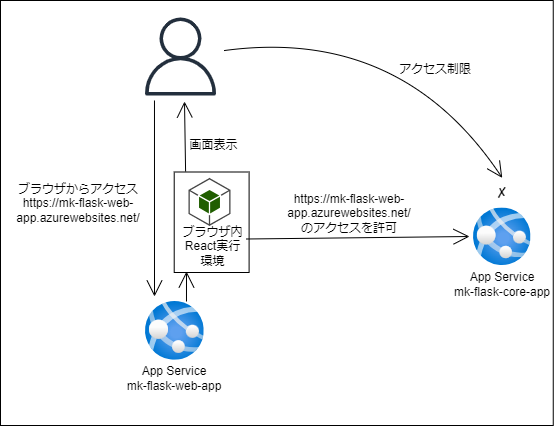 アクセス制限
画面表示
ブラウザからアクセス
https://mk-flask-web-
app.azurewebsites.net/
https://mk-flask-web-
app.azurewebsites.net/
のアクセスを許可
✗
ブラウザ内
React実行
環境
App Service
mk-flask-core-app
App Service
mk-flask-web-app